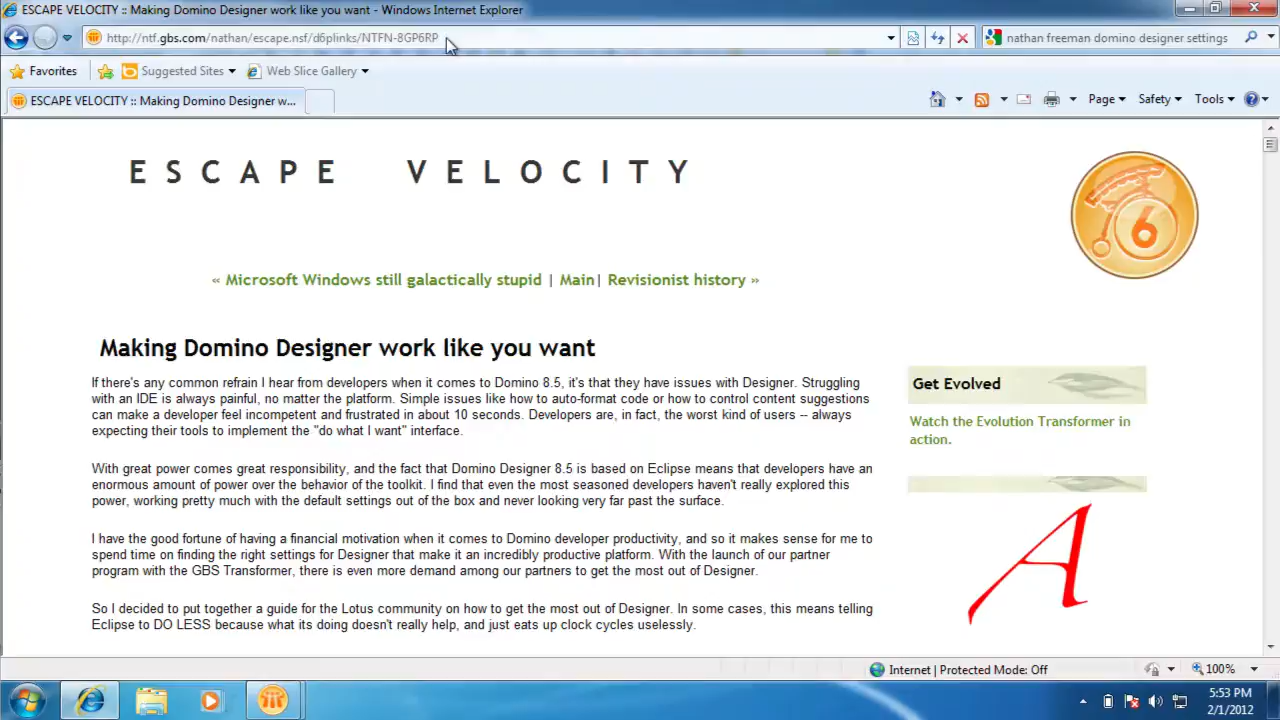 ESCAPE VELOCITY :: Making Domino Designer work like you want - Windows Internet Explorer
http://ntf.gbs.com/nathan/escape.nsf/d6plinks/NTFN-8GP6RP
nathan freeman domino designer settings
Favorites
Suggested Sites
Web Slice Gallery
ESCAPE VELOCITY :: Making Domino Designer w...
Page
Safety
Tools
ESCAPE VELOCITY
6
« Microsoft Windows still galactically stupid | Main| Revisionist history »
Making Domino Designer work like you want
If there's any common refrain I hear from developers when it comes to Domino 8.5, it's that they have issues with Designer. Struggling
with an IDE is always painful, no matter the platform. Simple issues like how to auto-format code or how to control content suggestions
can make a developer feel incompetent and frustrated in about 10 seconds. Developers are, in fact, the worst kind of users -- always
expecting their tools to implement the "do what I want" interface.
With great power comes great responsibility, and the fact that Domino Designer 8.5 is based on Eclipse means that developers have an
enormous amount of power over the behavior of the toolkit. I find that even the most seasoned developers haven't really explored this
power, working pretty much with the default settings out of the box and never looking very far past the surface.
I have the good fortune of having a financial motivation when it comes to Domino developer productivity, and so it makes sense for me to
spend time on finding the right settings for Designer that make it an incredibly productive platform. With the launch of our partner
program with the GBS Transformer, there is even more demand among our partners to get the most out of Designer.
So I decided to put together a guide for the Lotus community on how to get the most out of Designer. In some cases, this means telling
Eclipse to DO LESS because what its doing doesn't really help, and just eats up clock cycles uselessly.
Get Evolved
Watch the Evolution Transformer in
action.
A
Internet | Protected Mode: Off
100%
5:53 PM
2/1/2012